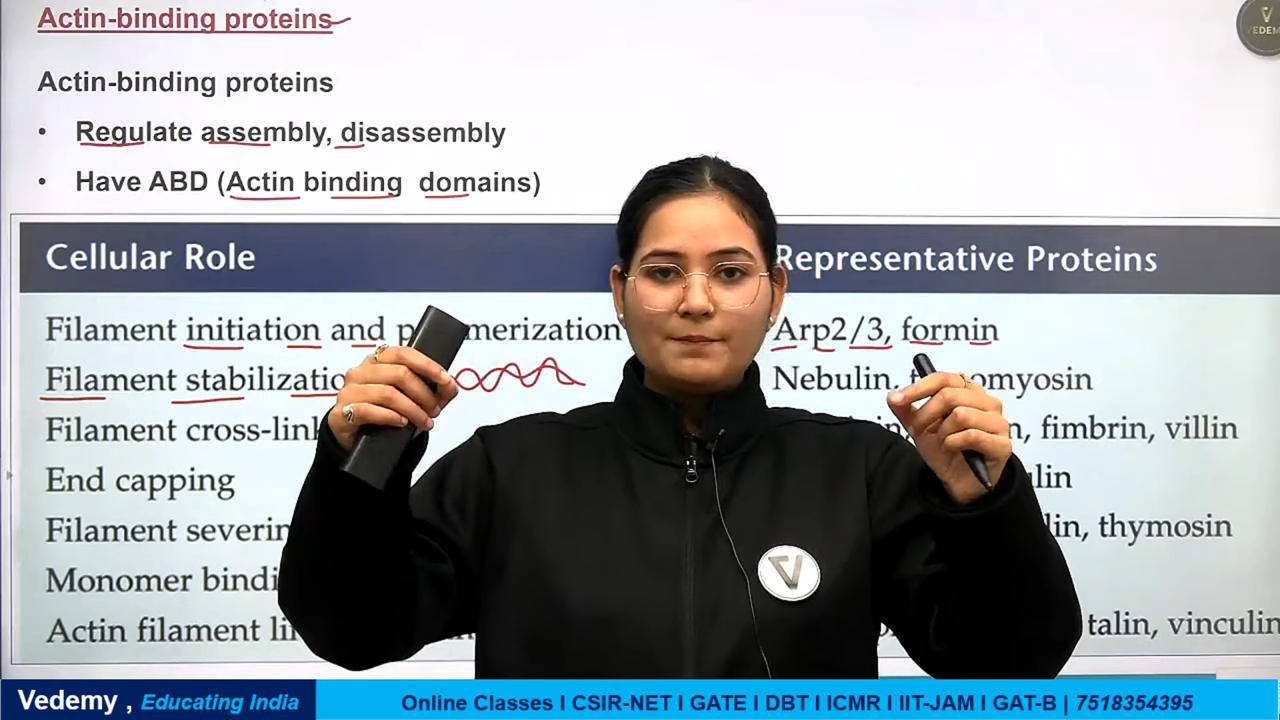 Actin-binding proteins
VEDEM
Actin-binding proteins
• Regulate assembly, disassembly
• Have ABD (Actin binding domains)
Cellular Role Representative Proteins
Filament initiation and p merization Arp2/3, formin
Filament stabilizatio Nebulin, omyosin
Filament cross-link n, fimbrin, villin
End capping lin
Filament severin lin, thymosin
Monomer bindi
Actin filament li talin, vinculin
Vedemy , Educating India Online Classes I CSIR-NET I GATE I DBT I ICMR I IIT-JAM I GAT-B | 7518354395